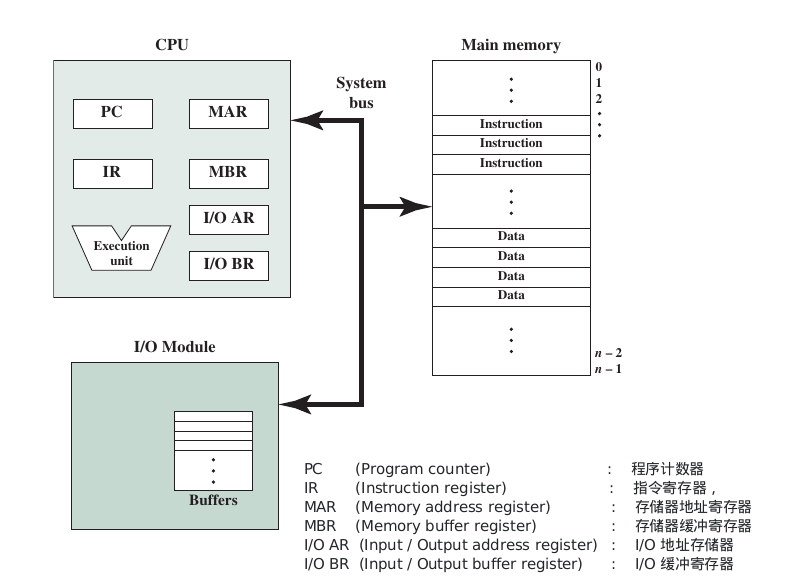 CPU
Main memory
System
bus
PC
MAR
IR
MBR
I/O AR
I/O BR
Execution
unit
0
1
2
Instruction
Instruction
Instruction
Data
Data
Data
Data
n – 2
n – 1
I/O Module
Buffers
PC (Program counter) : 程序计数器
IR (Instruction register) : 指令寄存器 ,
MAR (Memory address register) : 存储器地址寄存器
MBR (Memory buffer register) : 存储器缓冲寄存器
I/O AR (Input / Output address register) : I/O 地址存储器
I/O BR (Input / Output buffer register) : I/O 缓冲寄存器